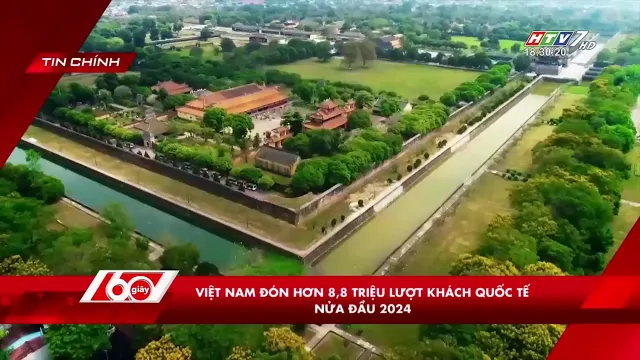 TIN CHÍNH
HTV7 HD
18:30:20
60 giây
VIỆT NAM ĐÓN HƠN 8,8 TRIỆU LƯỢT KHÁCH QUỐC TẾ
NỬA ĐẦU 2024